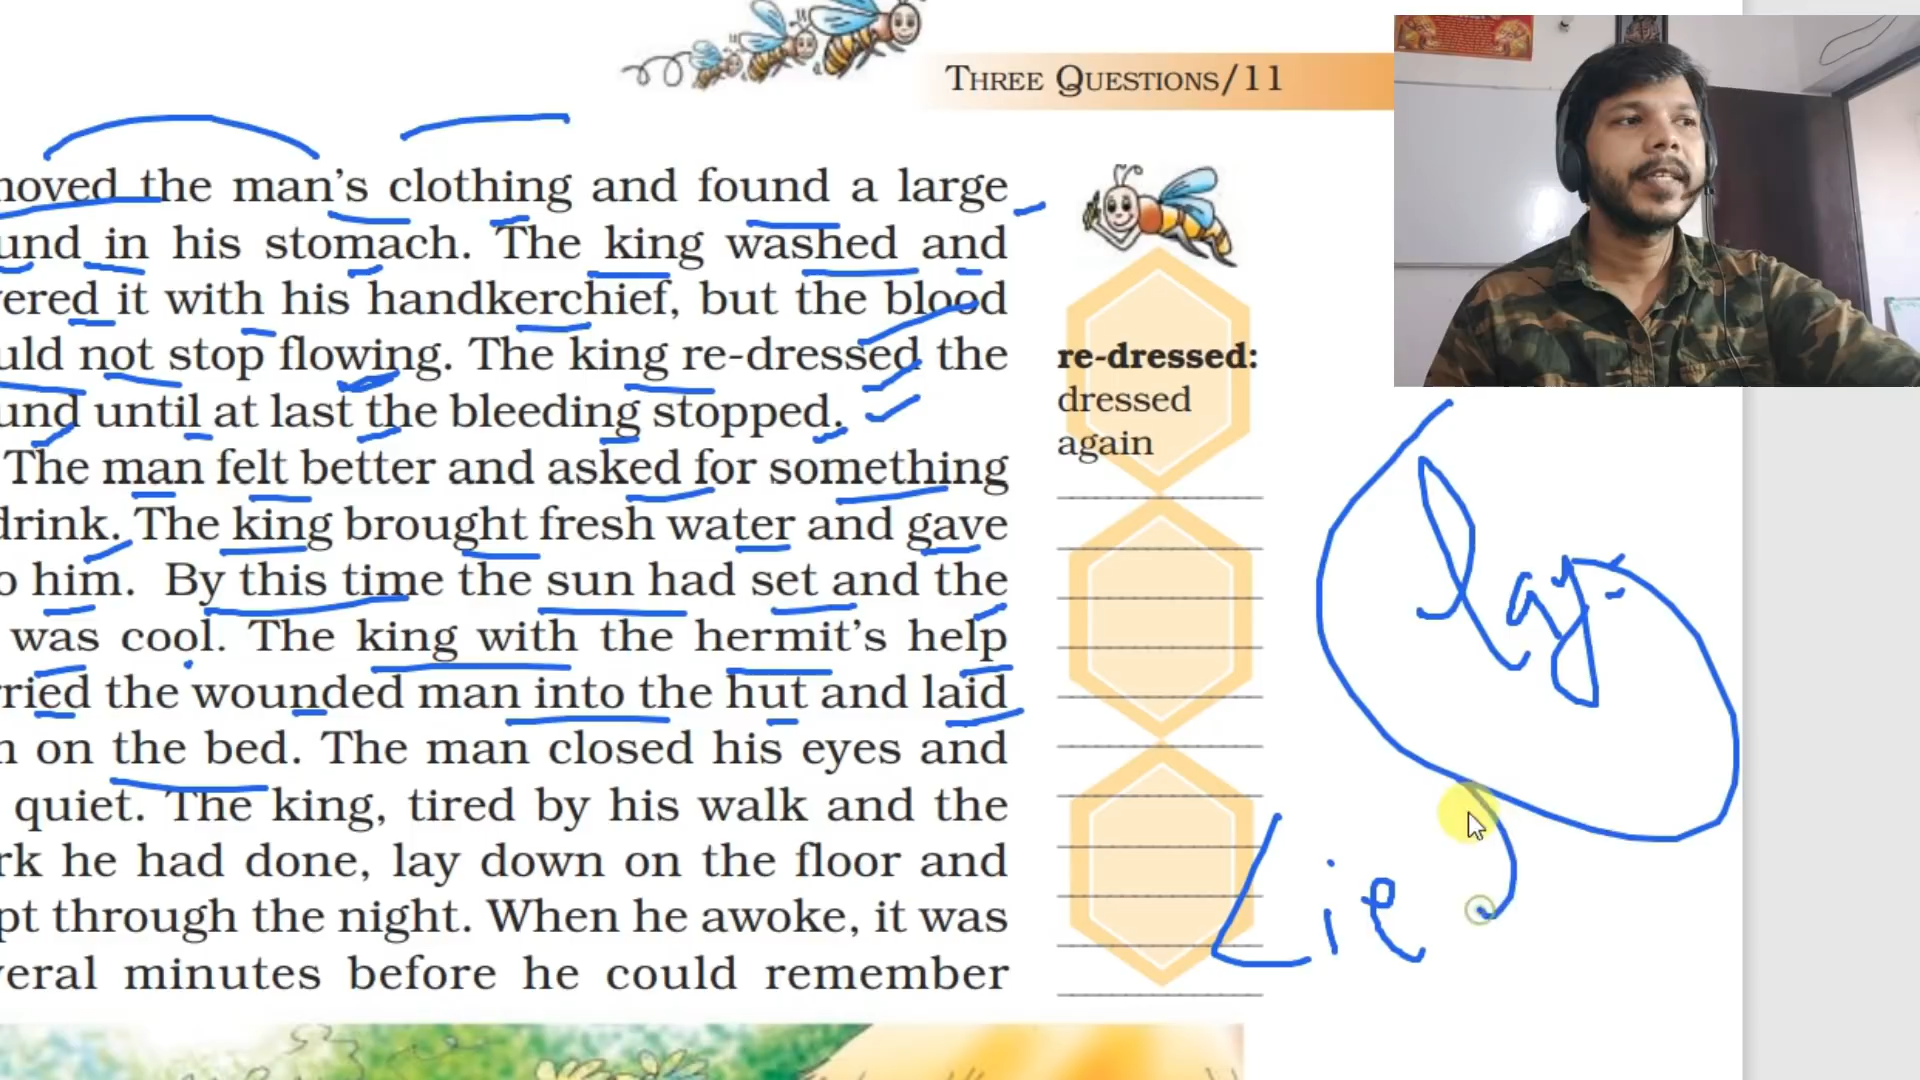 THREE QUESTIONS/11
moved the man's clothing and found a large
und in his stomach. The king washed and
vered it with his handkerchief, but the blood
uld not stop flowing. The king re-dressed the
und until at last the bleeding stopped.
The man felt better and asked for something
drink. The king brought fresh water and gave
o him. By this time the sun had set and the
was cool. The king with the hermit's help
rried the wounded man into the hut and laid
n on the bed. The man closed his eyes and
quiet. The king, tired by his walk and the
rk he had done, lay down on the floor and
pt through the night. When he awoke, it was
veral minutes before he could remember
re-dressed:
dressed
again
lay
Lie